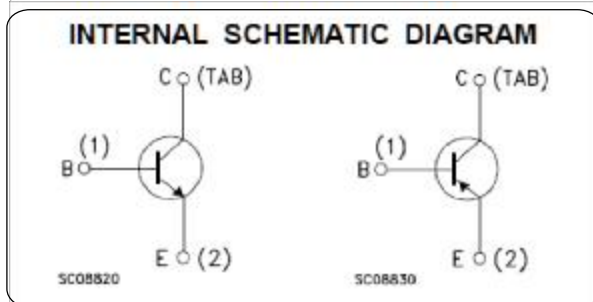 INTERNAL SCHEMATIC DIAGRAM
C (TAB)
C (TAB)
(1)
B
(1)
B
E (2)
E (2)
SC08820
SC08830